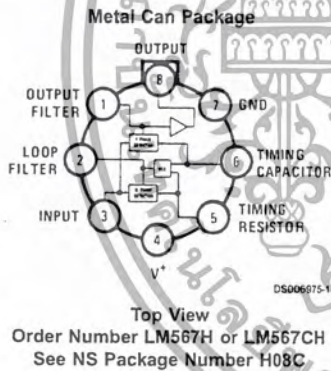 Metal Can Package
OUTPUT
8
OUTPUT FILTER
1
7
GND
LOOP FILTER
2
6
TIMING CAPACITOR
INPUT
3
5
TIMING RESISTOR
4
V+
DS006975-1
Top View
Order Number LM567H or LM567CH
See NS Package Number H08C